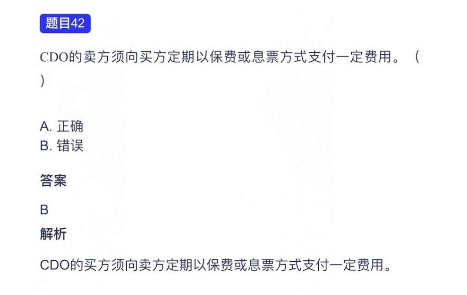 题目42
CDO的卖方须向买方定期以保费或息票方式支付一定费用。（
）
A. 正确
B. 错误
答案
B
解析
CDO的买方须向卖方定期以保费或息票方式支付一定费用。